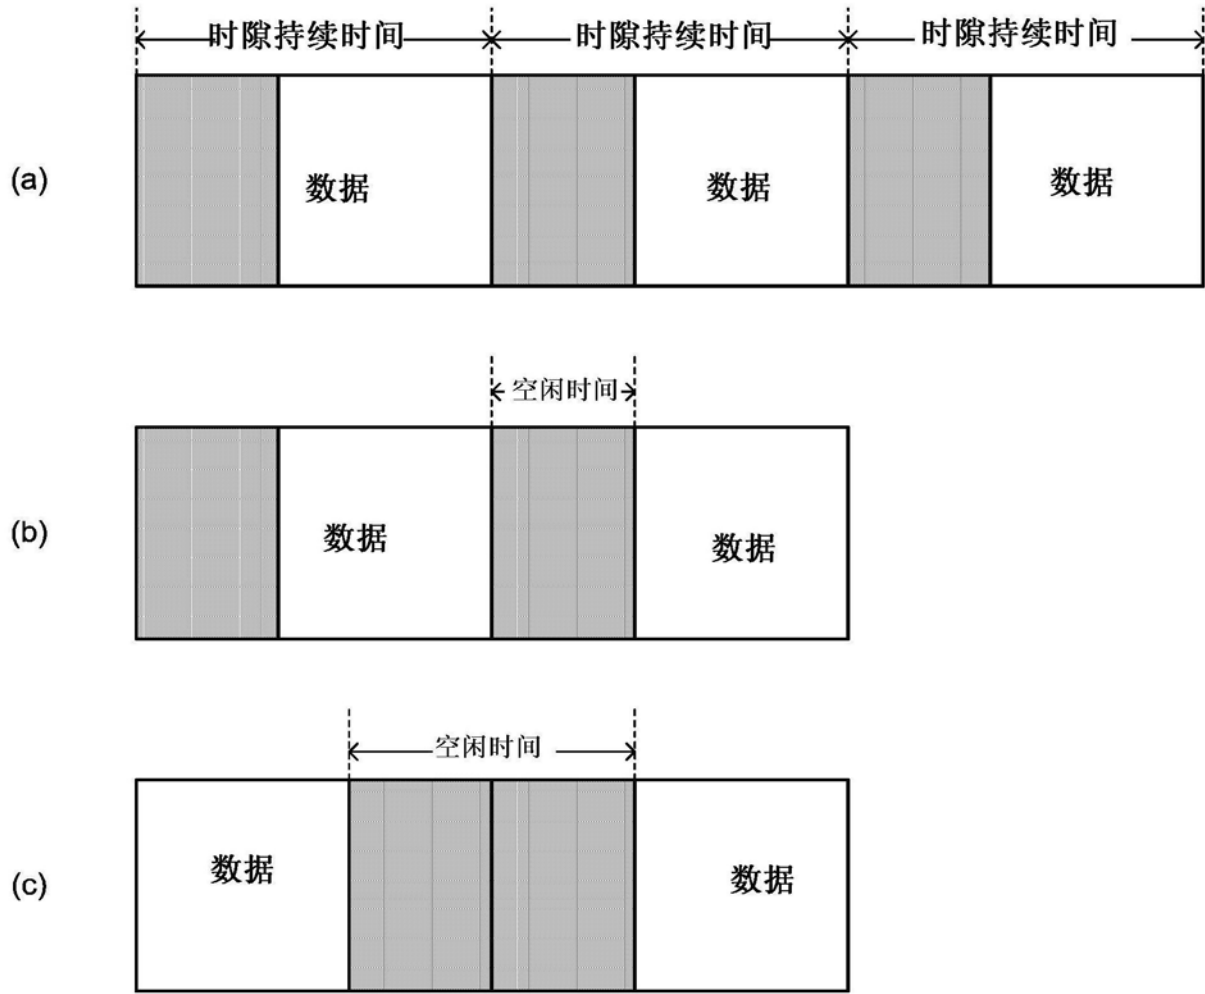 时隙持续时间 时隙持续时间 时隙持续时间
(a) 数据 数据 数据
空闲时间
(b) 数据 数据
空闲时间
(c) 数据 数据